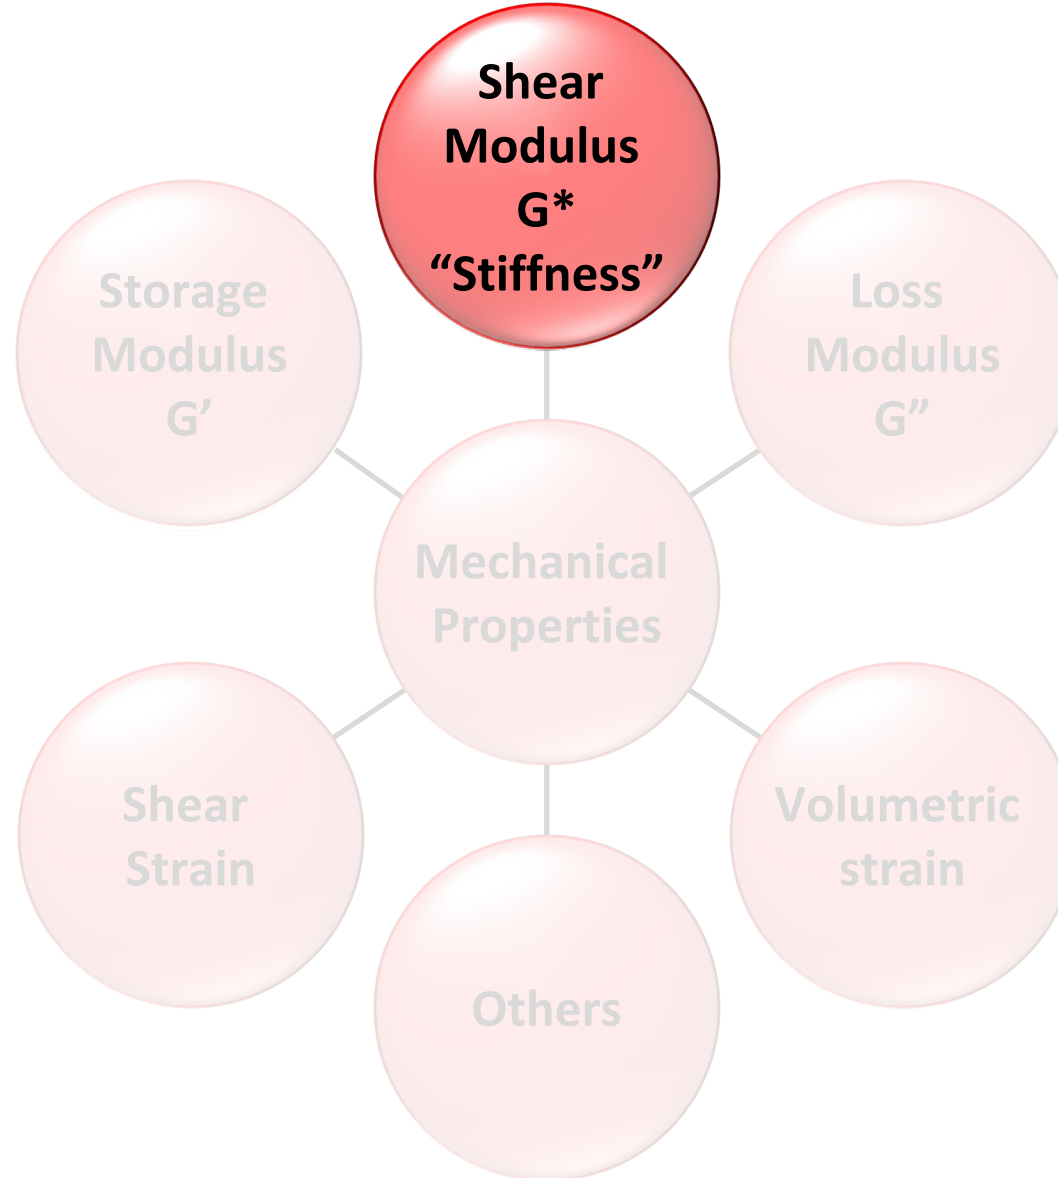 Shear
Modulus
G*
“Stiffness”
Storage
Modulus
G’
Loss
Modulus
G”
Mechanical
Properties
Shear
Strain
Volumetric
strain
Others